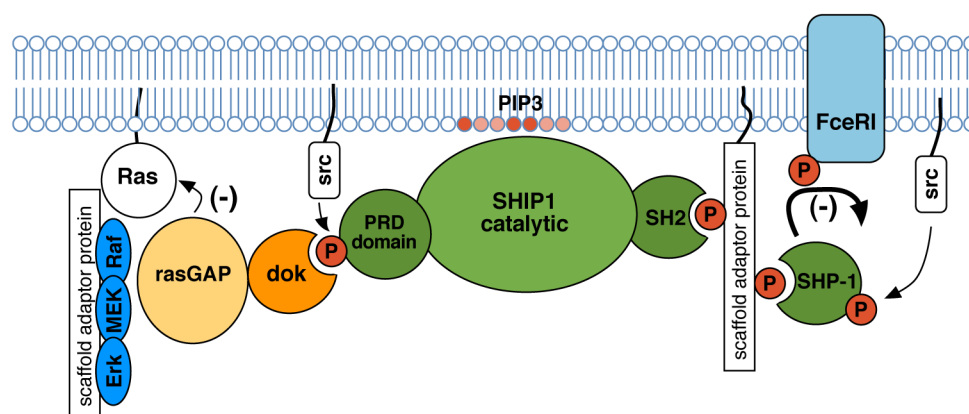 PIP3
FceRI
Ras
src
P
src
(-)
PRD
domain
SHIP1
catalytic
SH2
P
(-)
scaffold adaptor protein
Raf
MEK
Erk
rasGAP
dok
P
scaffold adaptor protein
P
SHP-1
P